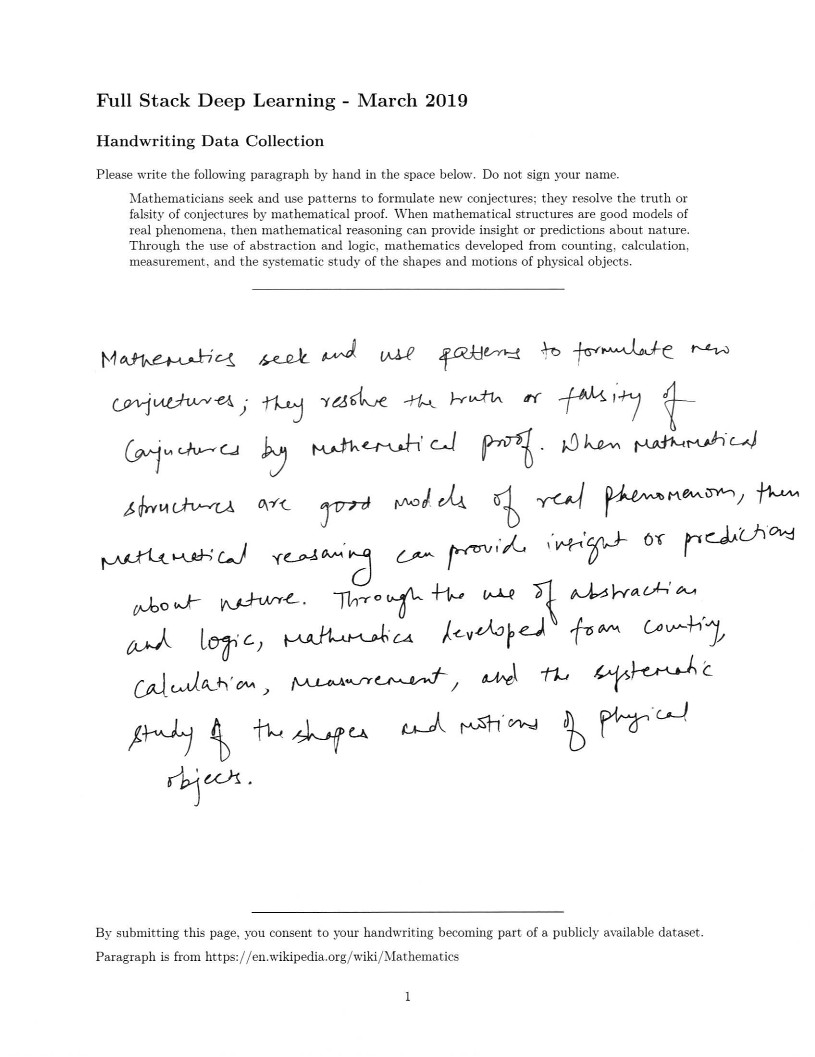 Full Stack Deep Learning - March 2019
Handwriting Data Collection
Please write the following paragraph by hand in the space below. Do not sign your name.
Mathematicians seek and use patterns to formulate new conjectures; they resolve the truth or
falsity of conjectures by mathematical proof. When mathematical structures are good models of
real phenomena, then mathematical reasoning can provide insight or predictions about nature.
Through the use of abstraction and logic, mathematics developed from counting, calculation,
measurement, and the systematic study of the shapes and motions of physical objects.
Mathematics seek and use patterns to formulate new
conjuctures; they resolve the truth or falsity of
Conjuctures by mathematical proof. When mathematical
structures are good models of real phenomenom, then
mathematical reasoning can provide insight or predictions
about nature. Through the use of abstraction
and logic, mathematics developed foam counting,
calculation, measurement, and the systematic
study of the shapes and motions of physical
objects.
By submitting this page, you consent to your handwriting becoming part of a publicly available dataset.
Paragraph is from https://en.wikipedia.org/wiki/Mathematics
1